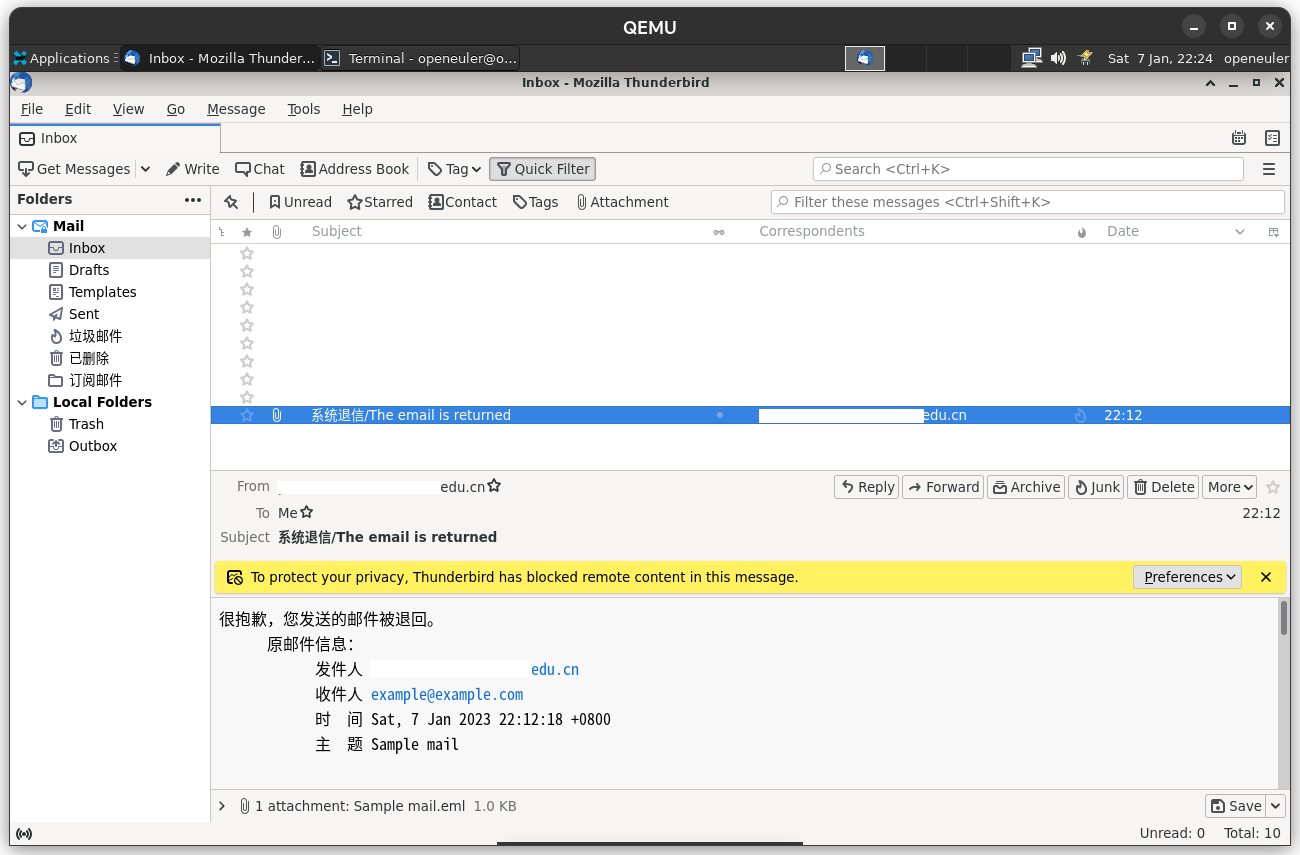 QEMU
Applications
Inbox - Mozilla Thunder...
Terminal - openeuler@o...
Sat 7 Jan, 22:24
openeuler
Inbox - Mozilla Thunderbird
File Edit View Go Message Tools Help
Inbox
Get Messages Write Chat Address Book Tag Quick Filter Search <Ctrl+K>
Folders
Unread Starred Contact Tags Attachment Filter these messages <Ctrl+Shift+K>
Subject Correspondents Date
Mail
Inbox
Drafts
Templates
Sent
垃圾邮件
已删除
订阅邮件
Local Folders
Trash
Outbox
系统退信/The email is returned edu.cn 22:12
From edu.cn Reply Forward Archive Junk Delete More
To Me 22:12
Subject 系统退信/The email is returned
To protect your privacy, Thunderbird has blocked remote content in this message. Preferences
很抱歉，您发送的邮件被退回。
原邮件信息：
发件人 edu.cn
收件人 example@example.com
时 间 Sat, 7 Jan 2023 22:12:18 +0800
主 题 Sample mail
1 attachment: Sample mail.eml 1.0 KB Save
Unread: 0 Total: 10